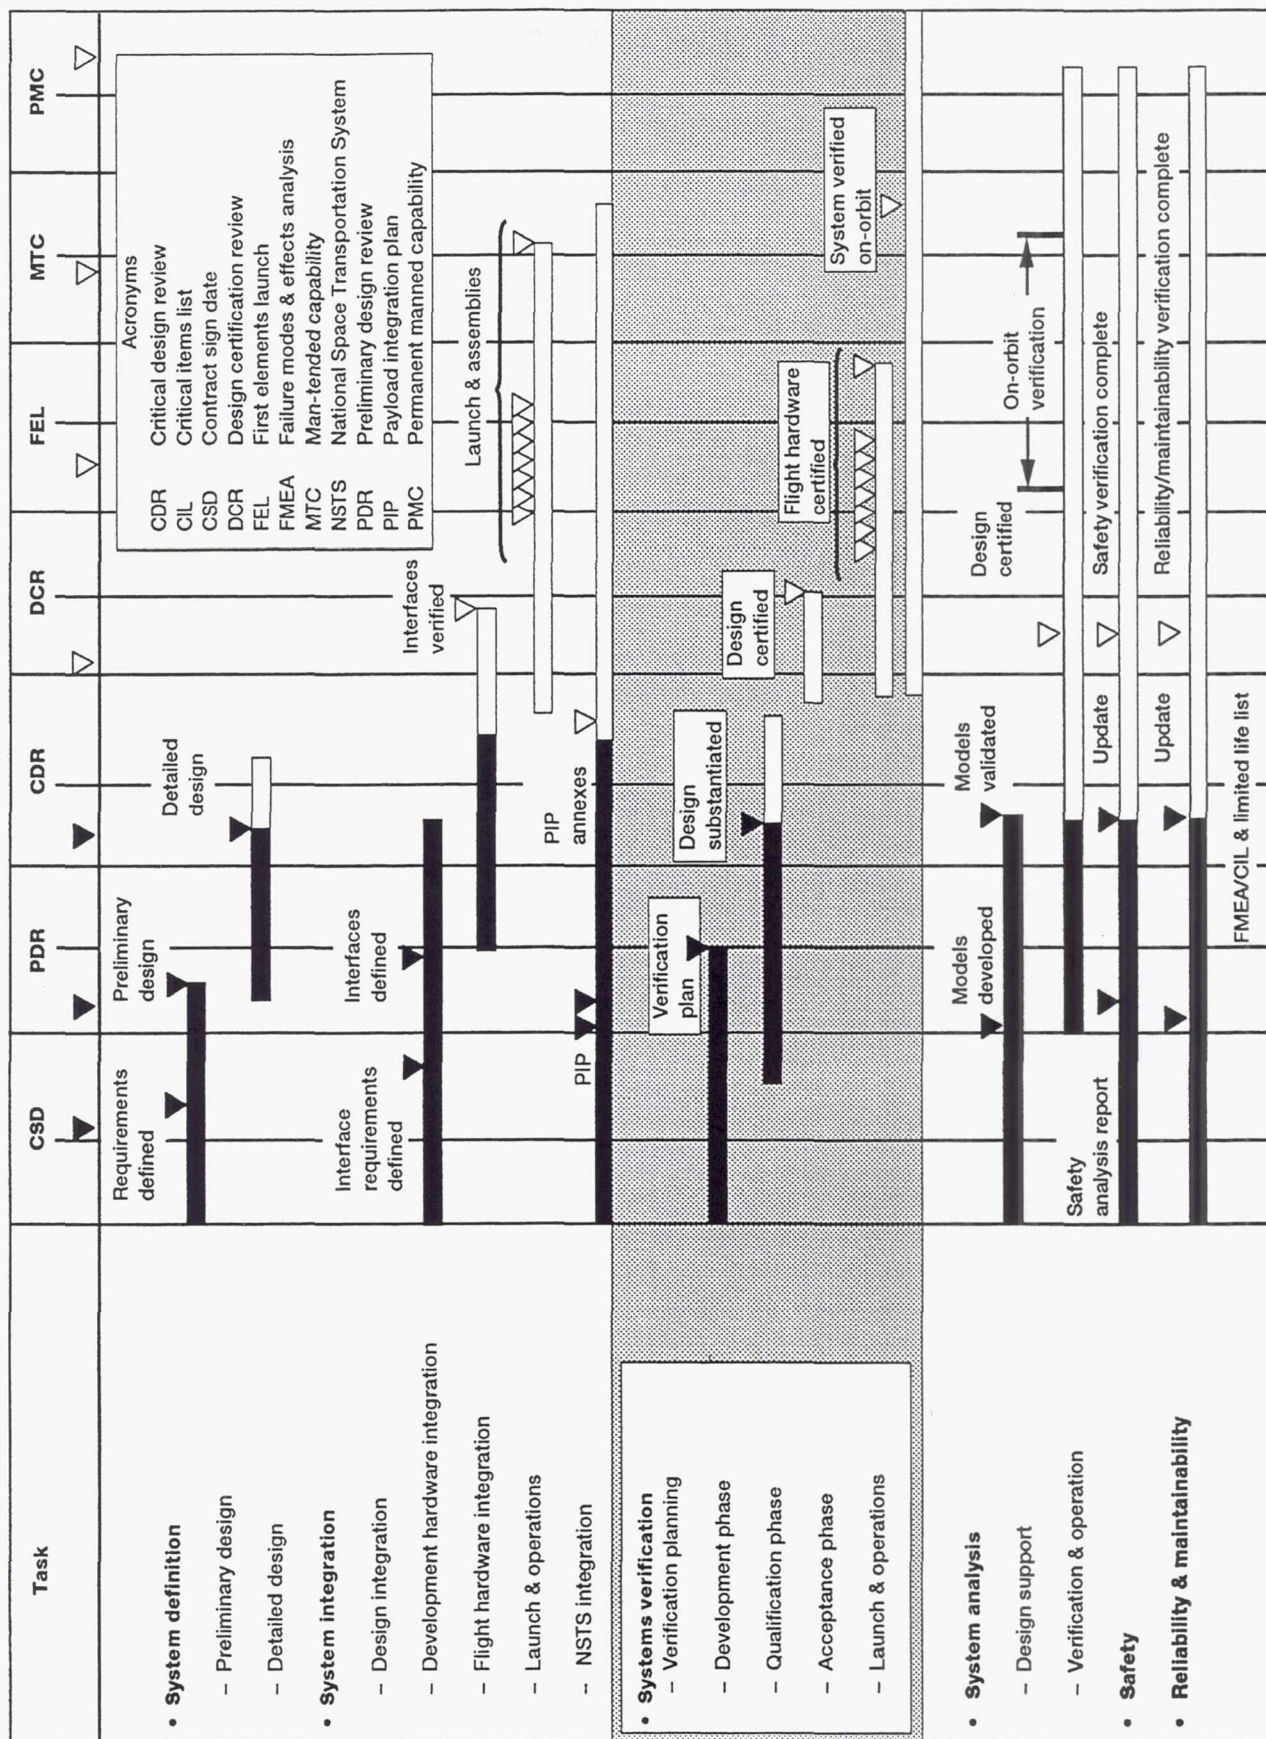 Task
CSD
PDR
CDR
DCR
FEL
MTC
PMC
• System definition
– Preliminary design
– Detailed design
• System integration
– Design integration
– Development hardware integration
– Flight hardware integration
– Launch & operations
– NSTS integration
• Systems verification
– Verification planning
– Development phase
– Qualification phase
– Acceptance phase
– Launch & operations
• System analysis
– Design support
– Verification & operation
• Safety
• Reliability & maintainability
Requirements
defined
Preliminary
design
Detailed
design
Acronyms
CDR Critical design review
CIL Critical items list
CSD Contract sign date
DCR Design certification review
FEL First elements launch
FMEA Failure modes & effects analysis
MTC Man-tended capability
NSTS National Space Transportation System
PDR Preliminary design review
PIP Payload integration plan
PMC Permanent manned capability
Interface
requirements
defined
Interfaces
defined
Interfaces
verified
Launch & assemblies
PIP
PIP
annexes
Verification
plan
Design
substantiated
Design
certified
Flight hardware
certified
System verified
on-orbit
Models
developed
Models
validated
Design
certified
On-orbit
verification
Safety
analysis report
Update
Safety verification complete
Update
Reliability/maintainability verification complete
FMEA/CIL & limited life list